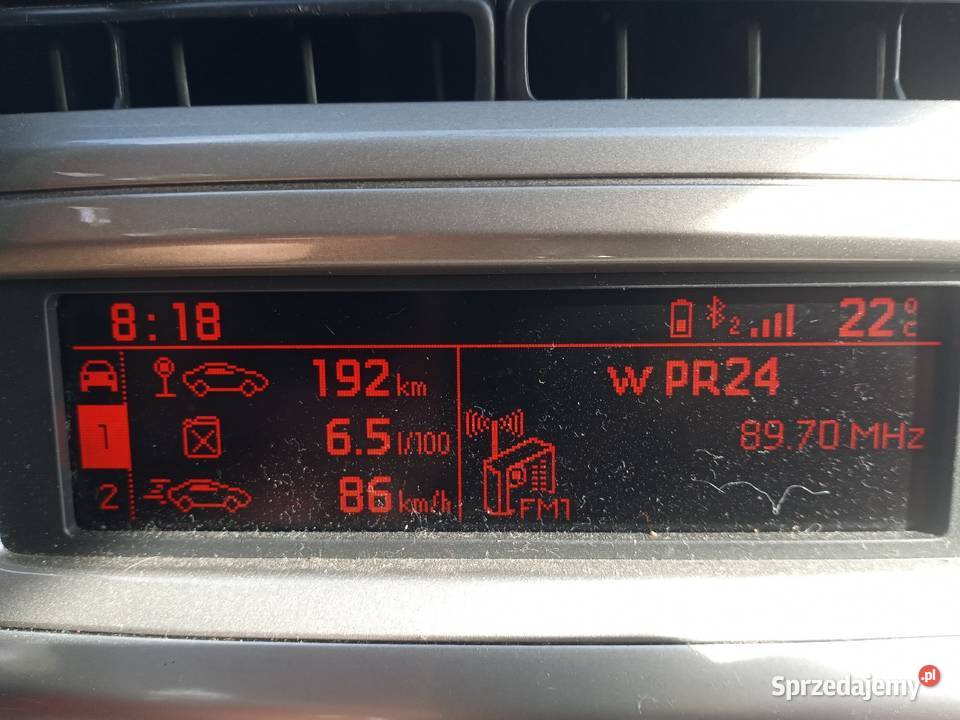 8:18 2 22°C
192 km w PR24
1 6.5 l/100 89.70 MHz
2 86 km/h FM1
Sprzedajemy.pl